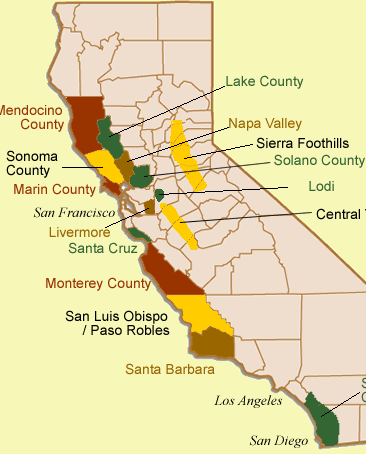 Lake County
Mendocino
County
Napa Valley
Sierra Foothills
Sonoma
County
Solano County
Marin County
Lodi
San Francisco
Central
Livermore
Santa Cruz
Monterey County
San Luis Obispo
/ Paso Robles
Santa Barbara
Los Angeles
San Diego